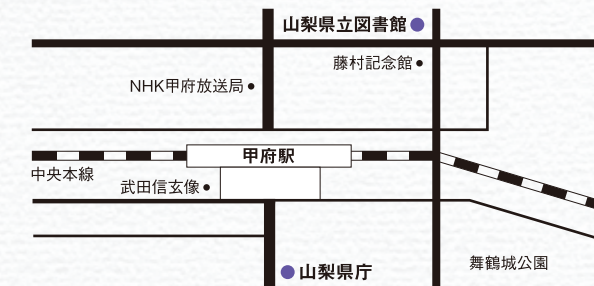 山梨県立図書館
藤村記念館
NHK甲府放送局
甲府駅
中央本線
武田信玄像
舞鶴城公園
山梨県庁